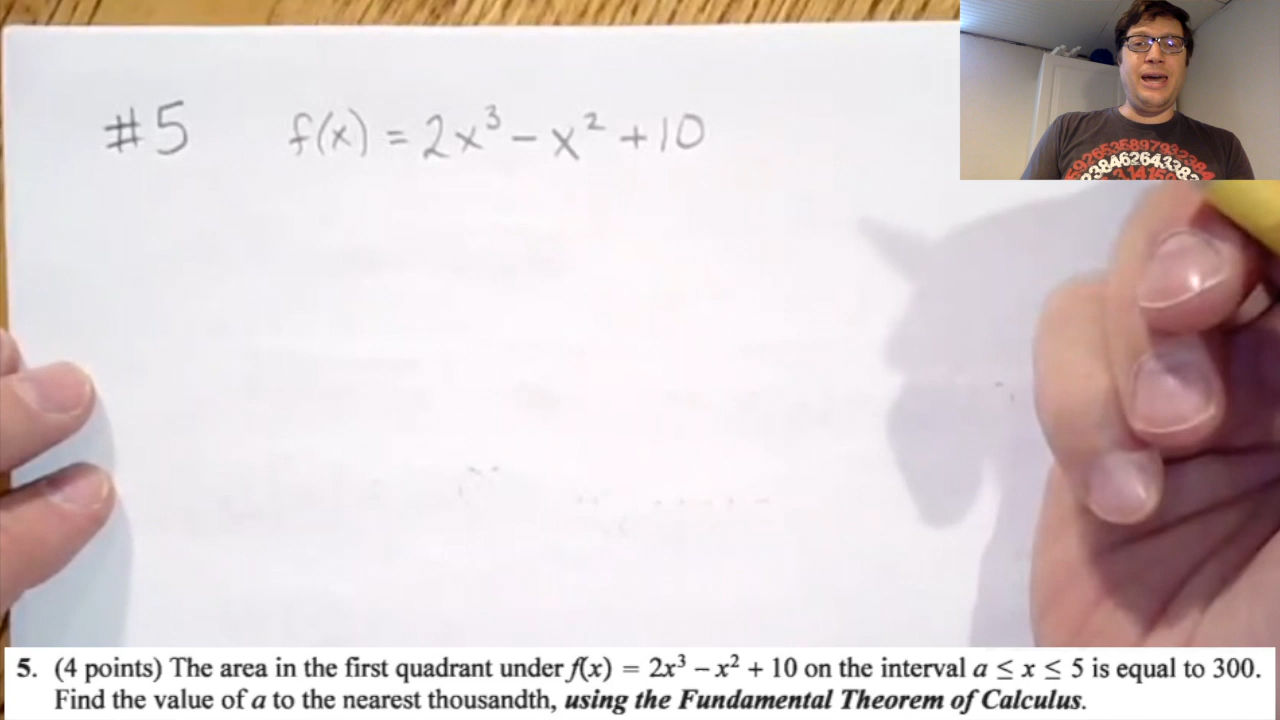 #5 f(x) = 2x³ - x² + 10
5. (4 points) The area in the first quadrant under f(x) = 2x³ – x² + 10 on the interval a ≤ x ≤ 5 is equal to 300.
Find the value of a to the nearest thousandth, using the Fundamental Theorem of Calculus.